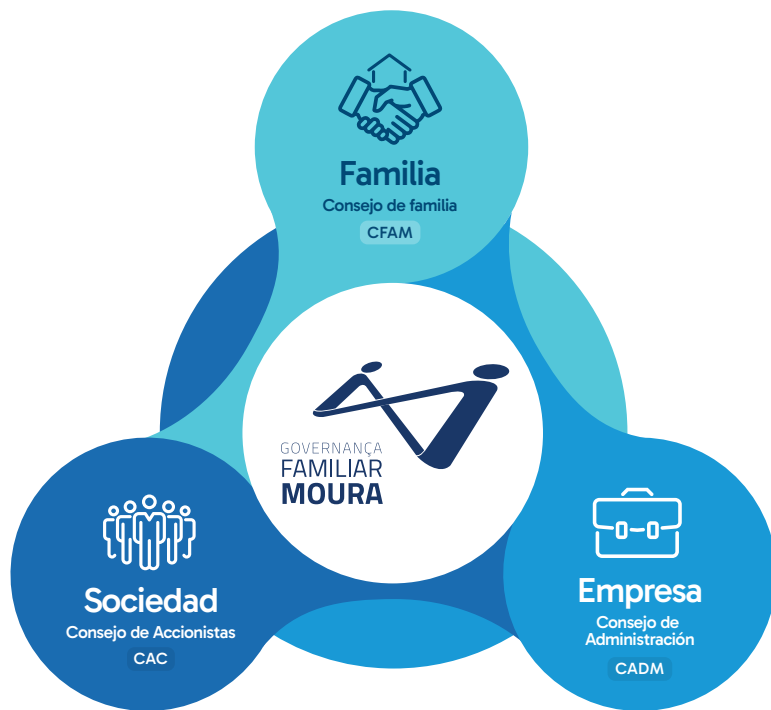 Familia
Consejo de familia
CFAM
GOVERNANÇA
FAMILIAR
MOURA
Sociedad
Consejo de Accionistas
CAC
Empresa
Consejo de
Administración
CADM